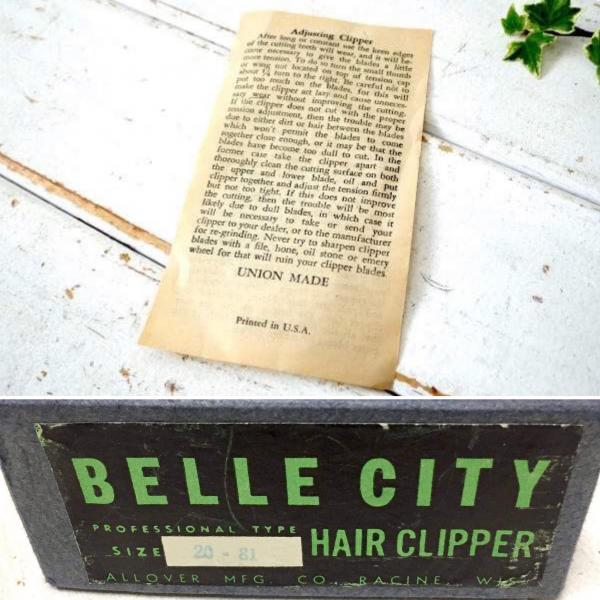 Adjusting Clipper
After long or constant use the keen edges
of the cutting teeth will wear, and it will be-
come necessary to give the blades a little
more tension. To do so turn the small thumb
or wing nut located on top of tension cap
about ¼ turn to the right. Be careful not to
put too much on the blades, for this will
make the clipper act lazy and cause unneces-
sary wear without improving the cutting.
If the clipper does not cut with the proper
tension adjustment, then the trouble may be
due to either dirt or hair between the blades
which won't permit the blades to come
together close enough, or it may be that the
blades have become too dull to cut. In the
former case take the clipper apart and
thoroughly clean the cutting surface on both
the upper and lower blade, oil and put
clipper together and adjust the tension firmly
but not too tight. If this does not improve
the cutting, then the trouble will be most
likely due to dull blades, in which case it
will be necessary to take or send your
clipper to your dealer, or to the manufacturer
for re-grinding. Never try to sharpen clipper
blades with a file, hone, oil stone or emery
wheel for that will ruin your clipper blades.
UNION MADE
Printed in U.S.A.
BELLE CITY
PROFESSIONAL TYPE
SIZE 20 - 81
HAIR CLIPPER
ALLOVER MFG. CO. RACINE, WIS.